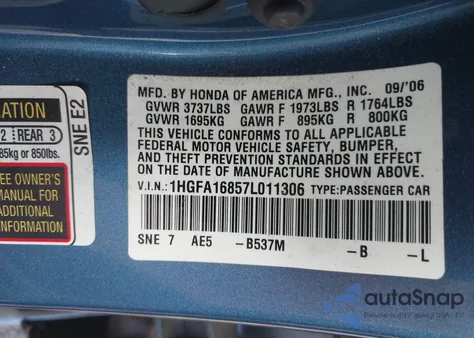 MFD. BY HONDA OF AMERICA MFG., INC. 09/'06
GVWR 3737LBS GAWR F 1973LBS R 1764LBS
GVWR 1695KG GAWR F 895KG R 800KG
THIS VEHICLE CONFORMS TO ALL APPLICABLE
FEDERAL MOTOR VEHICLE SAFETY, BUMPER,
AND THEFT PREVENTION STANDARDS IN EFFECT
ON THE DATE OF MANUFACTURE SHOWN ABOVE.
V.I.N.: 1HGFA16857L011306 TYPE:PASSENGER CAR
SNE 7 AE5 -B537M -B -L
ATION
2 REAR 3
85kg or 850lbs.
EE OWNER'S
MANUAL FOR
ADDITIONAL
SNE E2
autoSnap